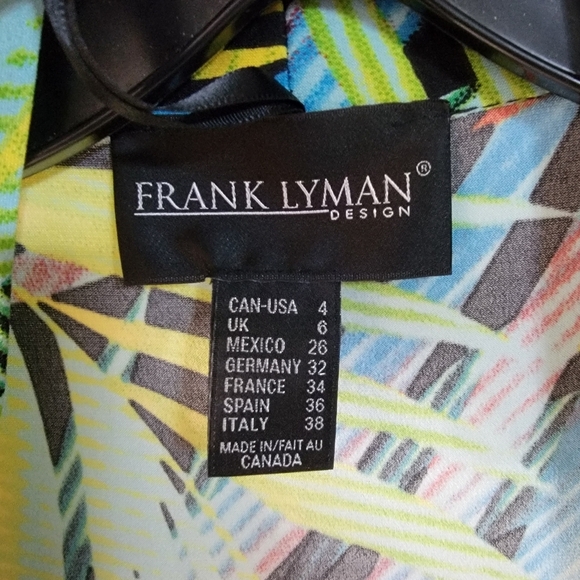 FRANK LYMAN®
DESIGN
CAN-USA 4
UK 6
MEXICO 26
GERMANY 32
FRANCE 34
SPAIN 36
ITALY 38
MADE IN/FAIT AU
CANADA